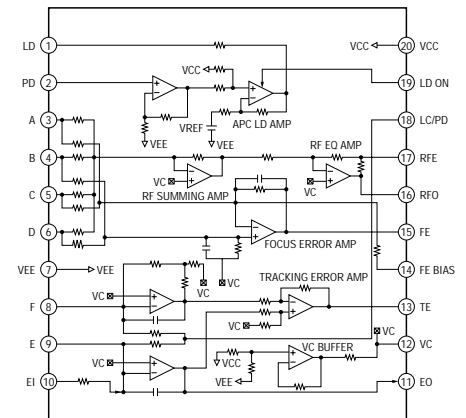 LD 1
20 VCC
VCC
PD 2
VCC
19 LD ON
A 3
18 LC/PD
VREF
APC LD AMP
VEE
VEE
RF EQ AMP
B 4
17 RFE
VC
VC
RF SUMMING AMP
C 5
16 RFO
D 6
15 FE
FOCUS ERROR AMP
VEE 7
VEE
14 FE BIAS
VC
VC
TRACKING ERROR AMP
VC
F 8
13 TE
VC
VC
E 9
12 VC
VC BUFFER
VC
VCC
VEE
EI 10
11 EO